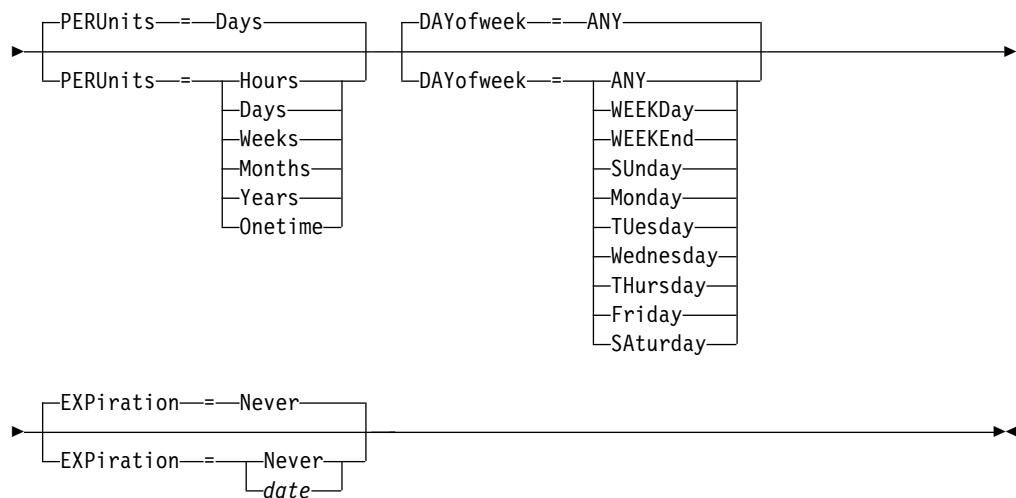 PERUnits = Days DAYofweek = ANY
PERUnits = Hours DAYofweek = ANY
Days WEEKDay
Weeks WEEKEnd
Months SUnday
Years Monday
Onetime TUesday
Wednesday
THursday
Friday
SAturday
EXPiration = Never
EXPiration = Never
date